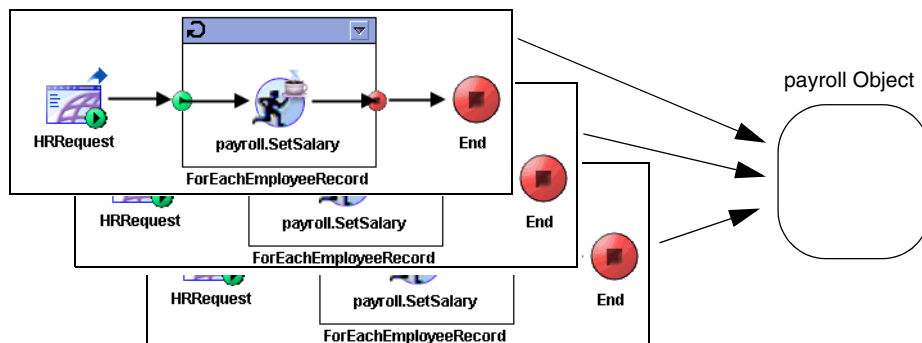 payroll Object
HRRequest
payroll.SetSalary
End
ForEachEmployeeRecord
HRRequest
payroll.SetSalary
End
ForEachEmployeeRecord
HRRequest
payroll.SetSalary
End
ForEachEmployeeRecord